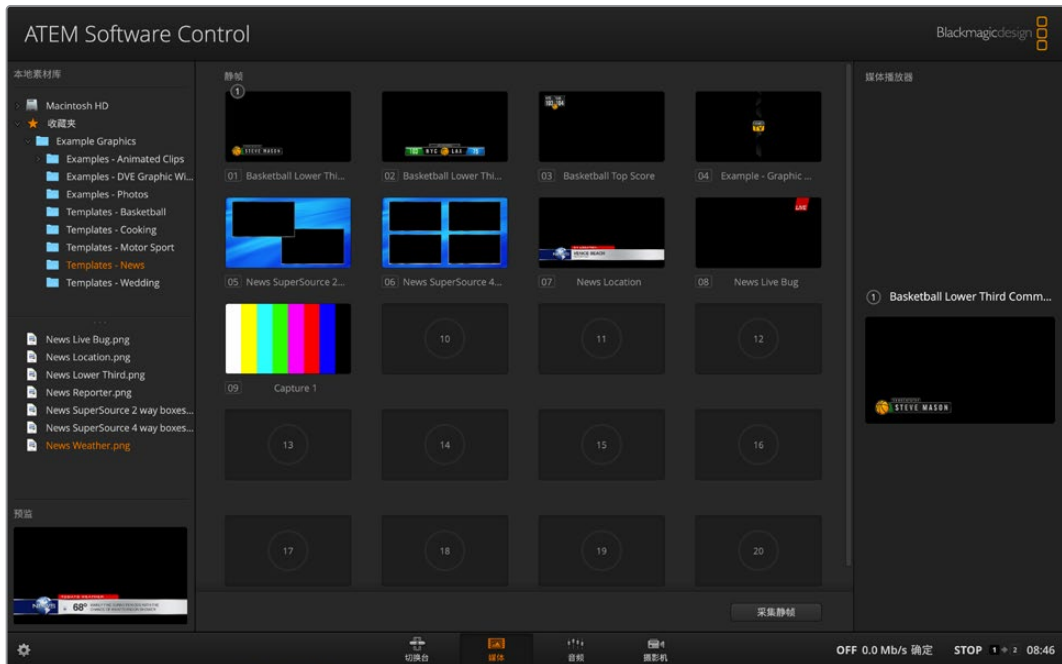 ATEM Software Control
Blackmagicdesign
本地素材库
Macintosh HD
收藏夹
Example Graphics
Examples - Animated Clips
Examples - DVE Graphic Wi...
Examples - Photos
Templates - Basketball
Templates - Cooking
Templates - Motor Sport
Templates - News
Templates - Wedding
News Live Bug.png
News Location.png
News Lower Third.png
News Reporter.png
News SuperSource 2 way boxes...
News SuperSource 4 way boxes...
News Weather.png
预监
68°
静帧
1
STEVE MASON
NYC LAX
TV
01 Basketball Lower Thi...
02 Basketball Lower Thi...
03 Basketball Top Score
04 Example - Graphic ...
VENICE BEACH
LIVE
05 News SuperSource 2...
06 News SuperSource 4...
07 News Location
08 News Live Bug
10
11
12
09 Capture 1
13
14
15
16
17
18
19
20
采集静帧
媒体播放器
1 Basketball Lower Third Comm...
STEVE MASON
切换台
媒体
音频
摄影机
OFF 0.0 Mb/s 确定 STOP 1 2 08:46